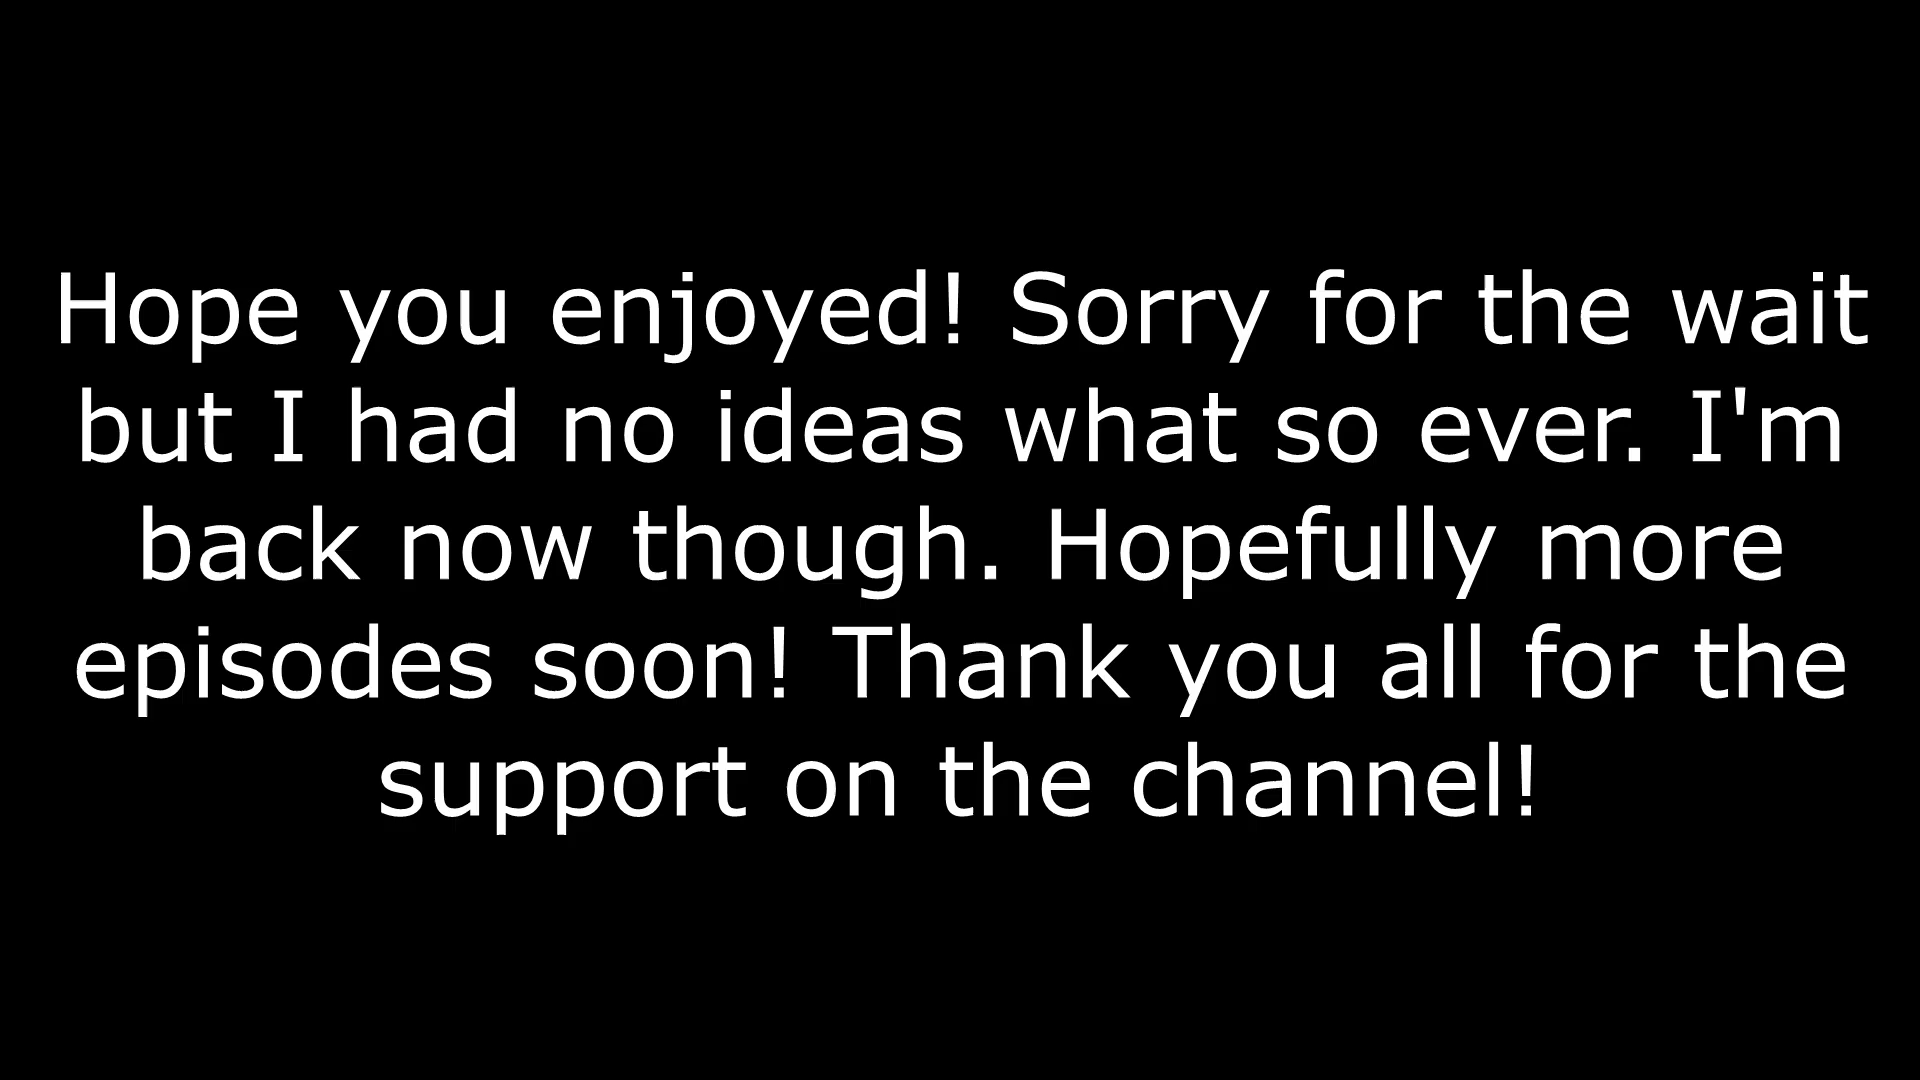 Hope you enjoyed! Sorry for the wait
but I had no ideas what so ever. I'm
back now though. Hopefully more
episodes soon! Thank you all for the
support on the channel!